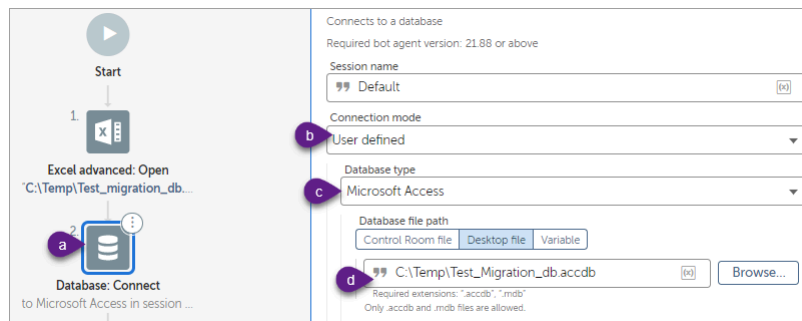 Start
1.
Excel advanced: Open
"C:\Temp\Test_migration_db....
2.
a
Database: Connect
to Microsoft Access in session ...
Connects to a database
Required bot agent version: 21.88 or above
Session name
Default
(x)
Connection mode
b
User defined
Database type
c
Microsoft Access
Database file path
Control Room file Desktop file Variable
d
C:\Temp\Test_Migration_db.accdb
(x)
Browse...
Required extensions: ".accdb", ".mdb"
Only .accdb and .mdb files are allowed.